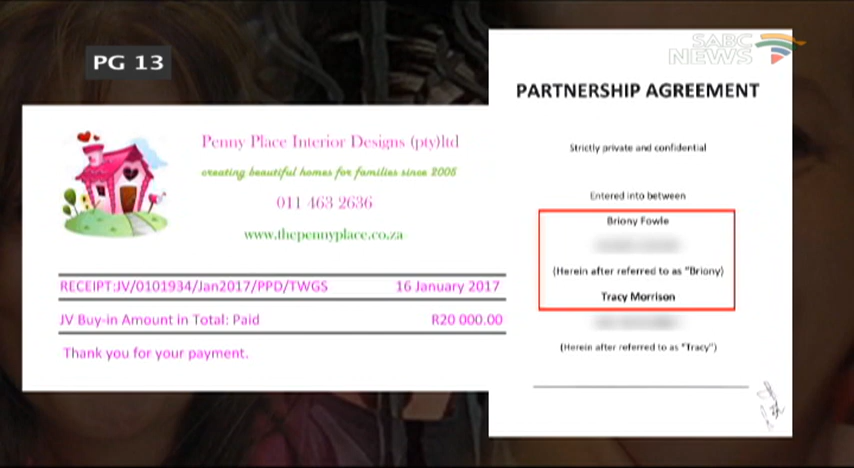 PG 13
SABC
NEWS
Penny Place Interior Designs (pty)ltd
creating beautiful homes for families since 2005
011 463 2636
www.thepennyplace.co.za
RECEIPT:JV/0101934/Jan2017/PPD/TWGS 16 January 2017
JV Buy-in Amount in Total: Paid R20 000.00
Thank you for your payment.
PARTNERSHIP AGREEMENT
Strictly private and confidential
Entered into between
Briony Fowle
(Herein after referred to as "Briony)
Tracy Morrison
(Herein after referred to as "Tracy")